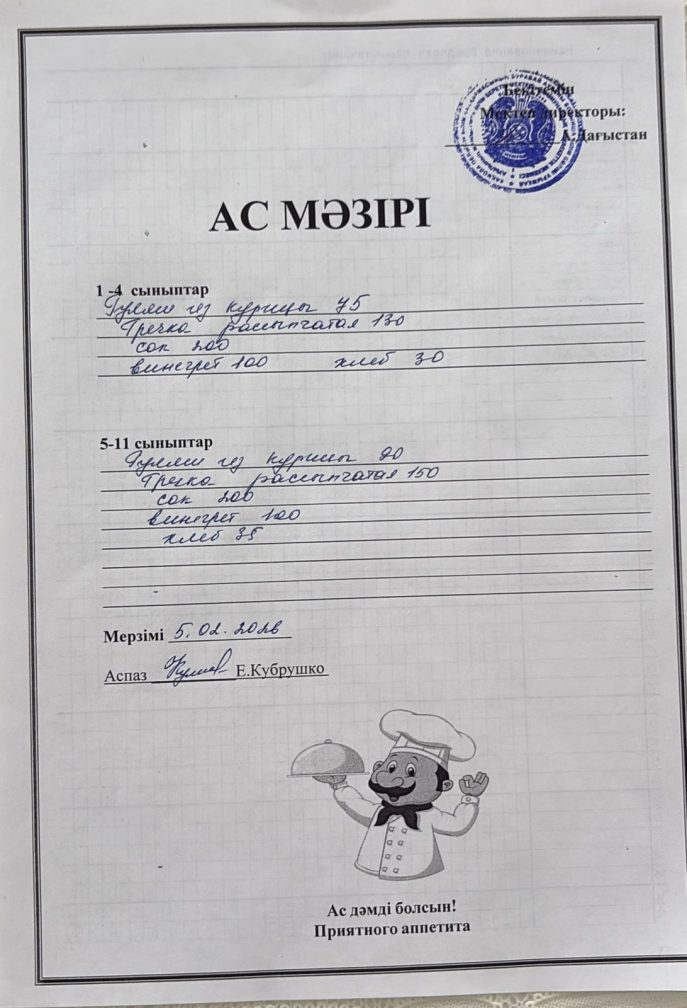 Бекітемін
Мектеп директоры:
А.Дағыстан
АС МӘЗІРІ
1 -4 сыныптар
Гуляш из курицы 75
Гречка рассыпчатая 130
сок 200
винегрет 100 хлеб 30
5-11 сыныптар
Гуляш из курицы 90
Гречка рассыпчатая 150
сок 200
винегрет 100
хлеб 35
Мерзімі 5.02.2026
Аспаз Е.Кубрушко
Ас дәмді болсын!
Приятного аппетита